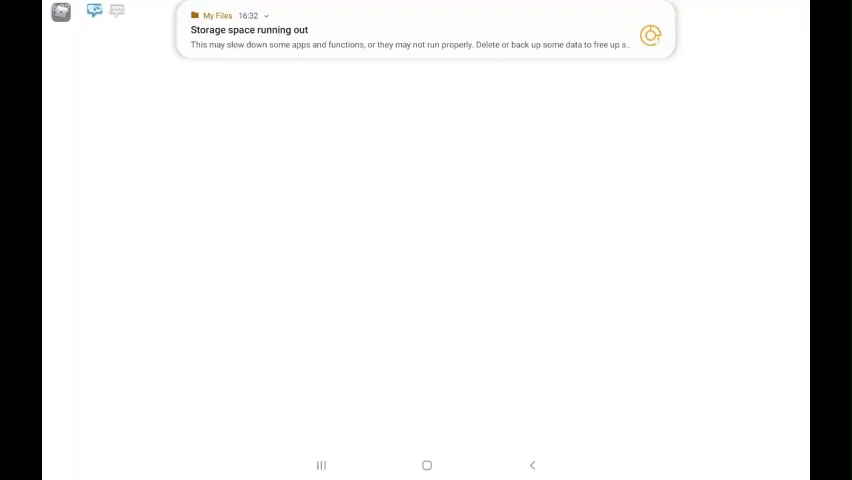 My Files 16:32
Storage space running out
This may slow down some apps and functions, or they may not run properly. Delete or back up some data to free up s..